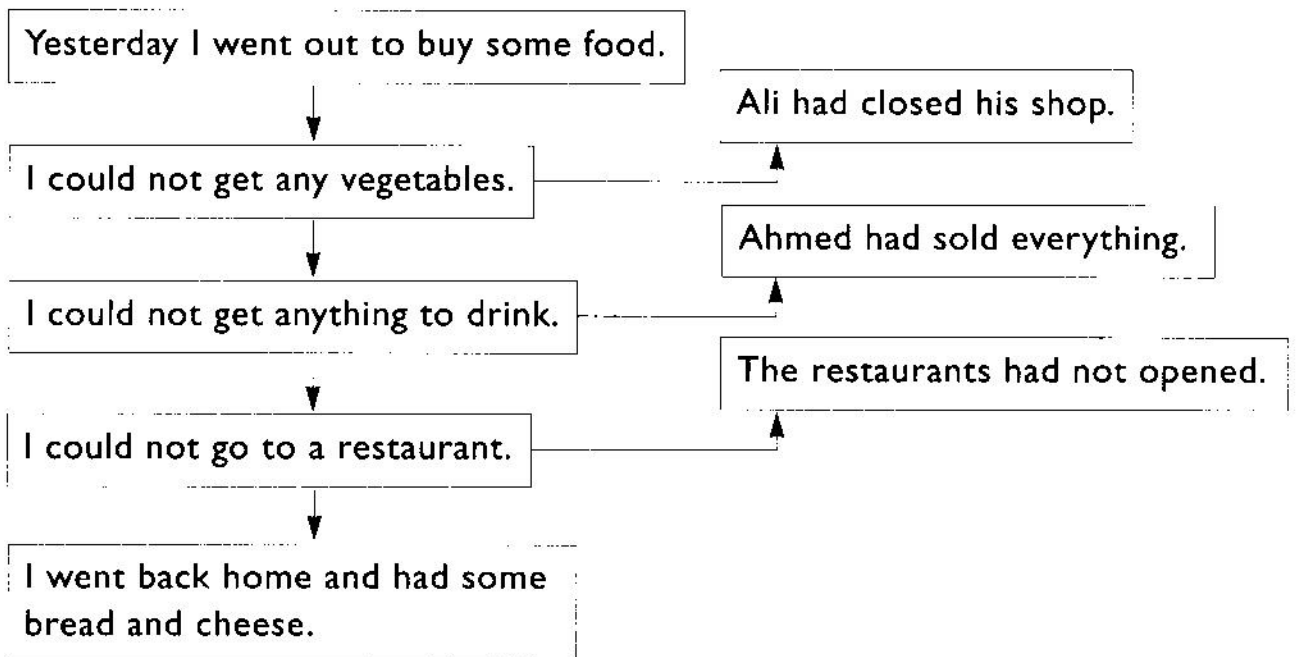 Yesterday I went out to buy some food.
Ali had closed his shop.
I could not get any vegetables.
Ahmed had sold everything.
I could not get anything to drink.
The restaurants had not opened.
I could not go to a restaurant.
I went back home and had some
bread and cheese.